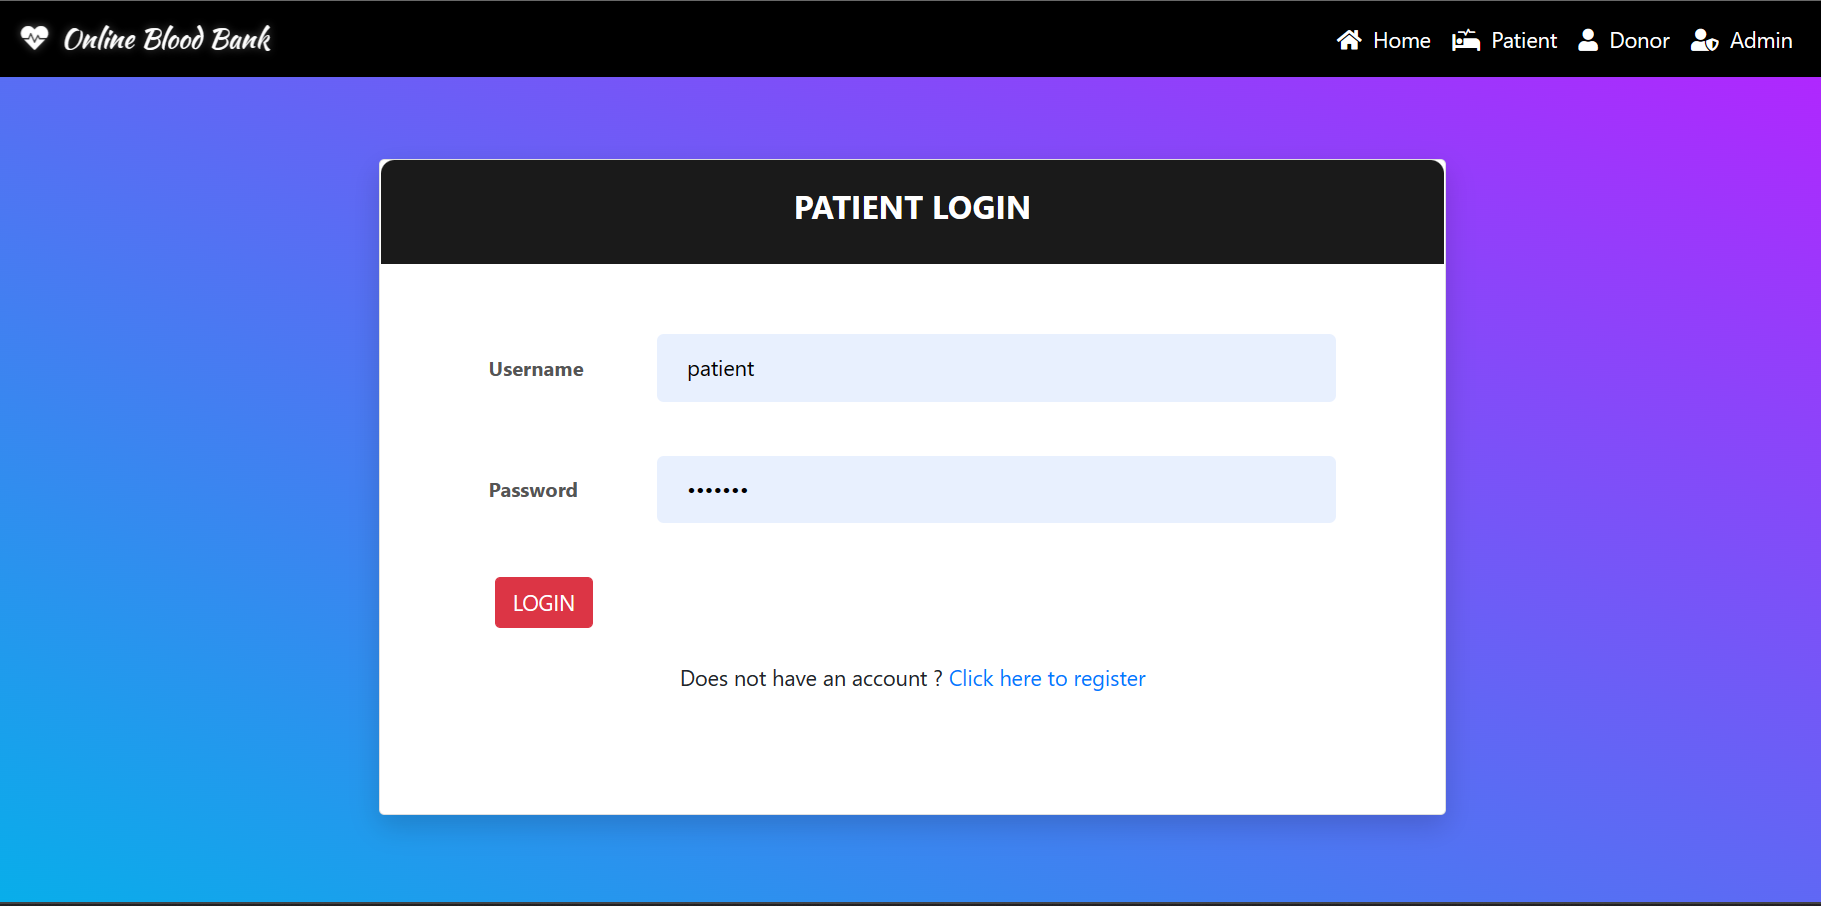 Online Blood Bank
Home Patient Donor Admin
PATIENT LOGIN
Username patient
Password •••••••
LOGIN
Does not have an account ? Click here to register